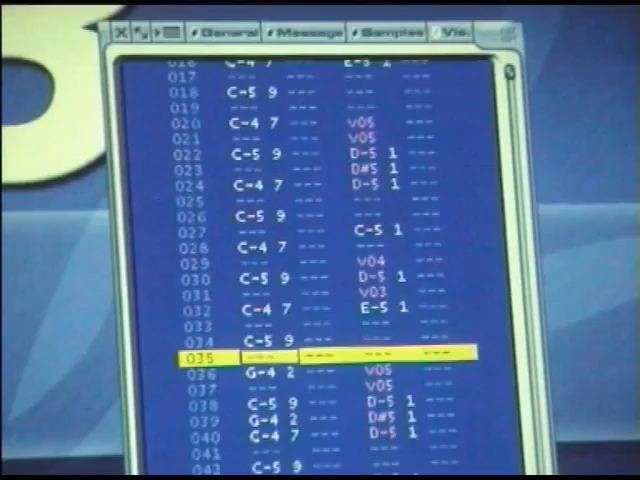 General Message Samples Vis
016 C-4 7 --- E-5 1 ---
017 --- --- --- ---
018 C-5 9 --- --- ---
019 --- --- --- ---
020 C-4 7 --- v05 ---
021 --- --- v05 ---
022 C-5 9 --- D-5 1 ---
023 --- --- D#5 1 ---
024 C-4 7 --- D-5 1 ---
025 --- --- --- ---
026 C-5 9 --- --- ---
027 --- --- C-5 1 ---
028 C-4 7 --- --- ---
029 --- --- v04 ---
030 C-5 9 --- D-5 1 ---
031 --- --- v03 ---
032 C-4 7 --- E-5 1 ---
033 --- --- --- ---
034 C-5 9 --- --- ---
035 --- --- --- ---
036 G-4 2 --- v05 ---
037 --- --- v05 ---
038 C-5 9 --- D-5 1 ---
039 G-4 2 --- D#5 1 ---
040 C-4 7 --- D-5 1 ---
041 --- --- --- ---
042 C-5 9 --- --- ---